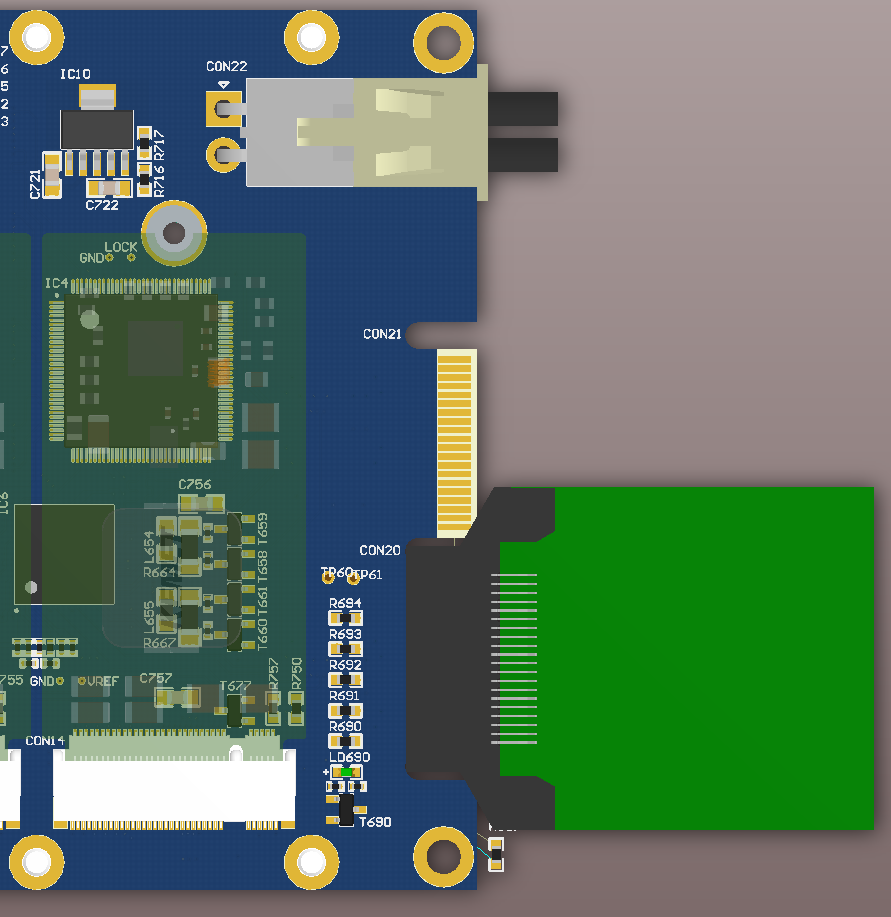 7
6
5
2
3
IC10
CON22
R717
R716
C721
C722
LOCK
GND
IC4
CON21
C756
IC6
L654
R664
T659
T658
T661
T660
L655
R667
CON20
TP60
TP61
R694
R693
R692
R691
R690
LD690
+
T690
755
GND
VREF
C757
T677
R757
R750
CON14